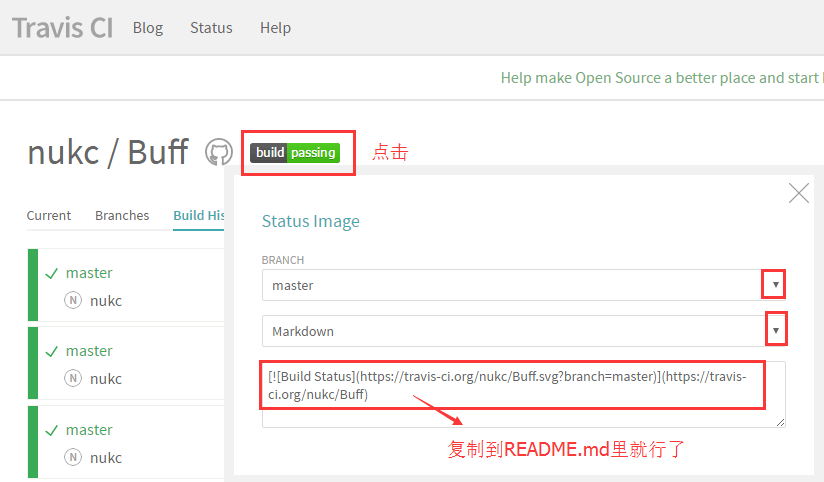 Travis CI Blog Status Help
Help make Open Source a better place and start
nukc / Buff build passing 点击
Current Branches Build His
Status Image
BRANCH
master
Markdown
[![Build Status](https://travis-ci.org/nukc/Buff.svg?branch=master)](https://travis-
ci.org/nukc/Buff)
复制到README.md里就行了
master
N nukc
master
N nukc
master
N nukc